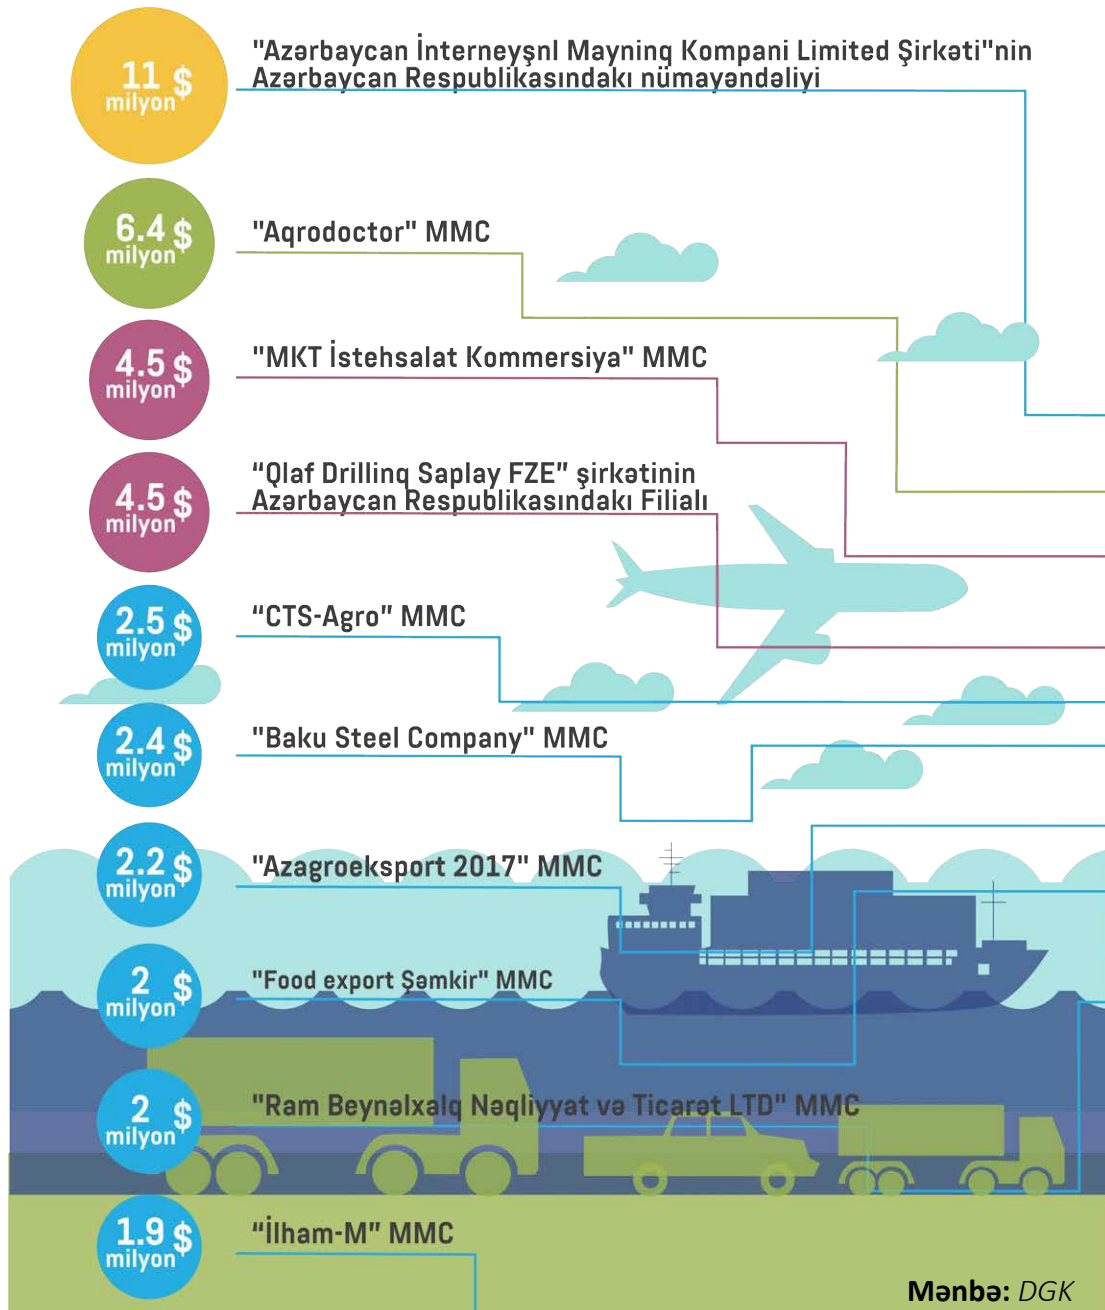 11 $
milyon
"Azərbaycan İnterneyşnl Mayninq Kompani Limited Şirkəti"nin
Azərbaycan Respublikasındakı nümayəndəliyi
6.4 $
milyon
"Aqrodoctor" MMC
4.5 $
milyon
"MKT İstehsalat Kommersiya" MMC
4.5 $
milyon
“Qlaf Drillinq Saplay FZE” şirkətinin
Azərbaycan Respublikasındakı Filialı
2.5 $
milyon
“CTS-Agro” MMC
2.4 $
milyon
"Baku Steel Company" MMC
2.2 $
milyon
"Azagroeksport 2017" MMC
2 $
milyon
"Food export Şəmkir" MMC
2 $
milyon
"Ram Beynəlxalq Nəqliyyat və Ticarət LTD" MMC
1.9 $
milyon
“İlham-M” MMC
Mənbə: DGK